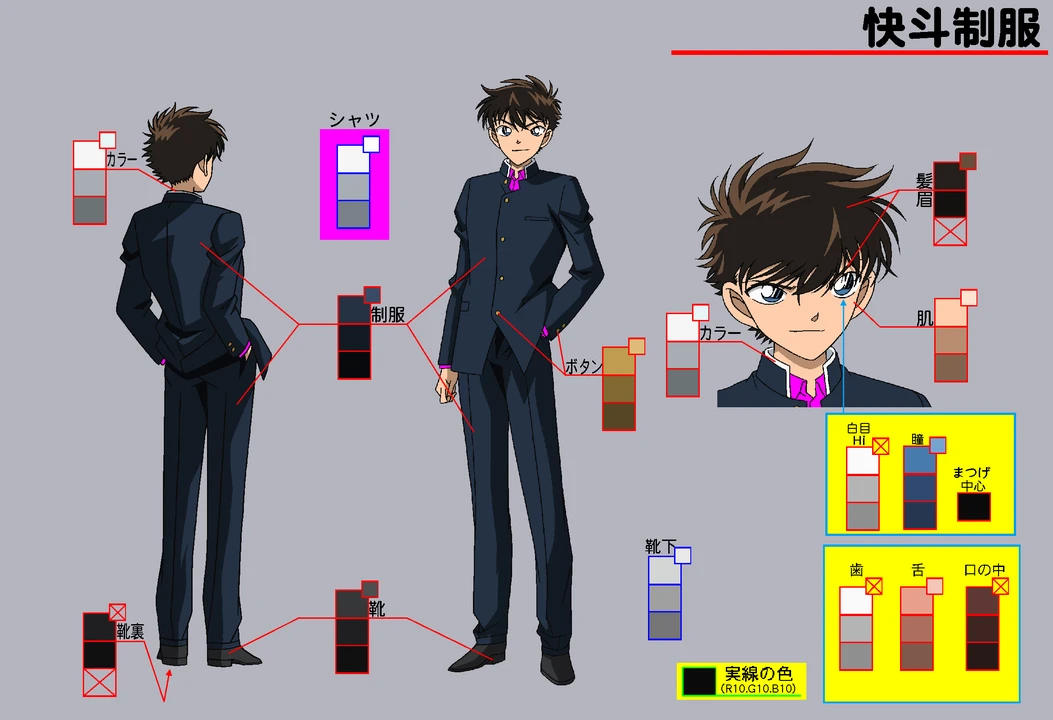 快斗制服
シャツ
カラー
髪
眉
制服
肌
カラー
ボタン
白目
Hi
瞳
まつげ
中心
靴下
歯
舌
口の中
靴
靴裏
実線の色
(R10.G10.B10)